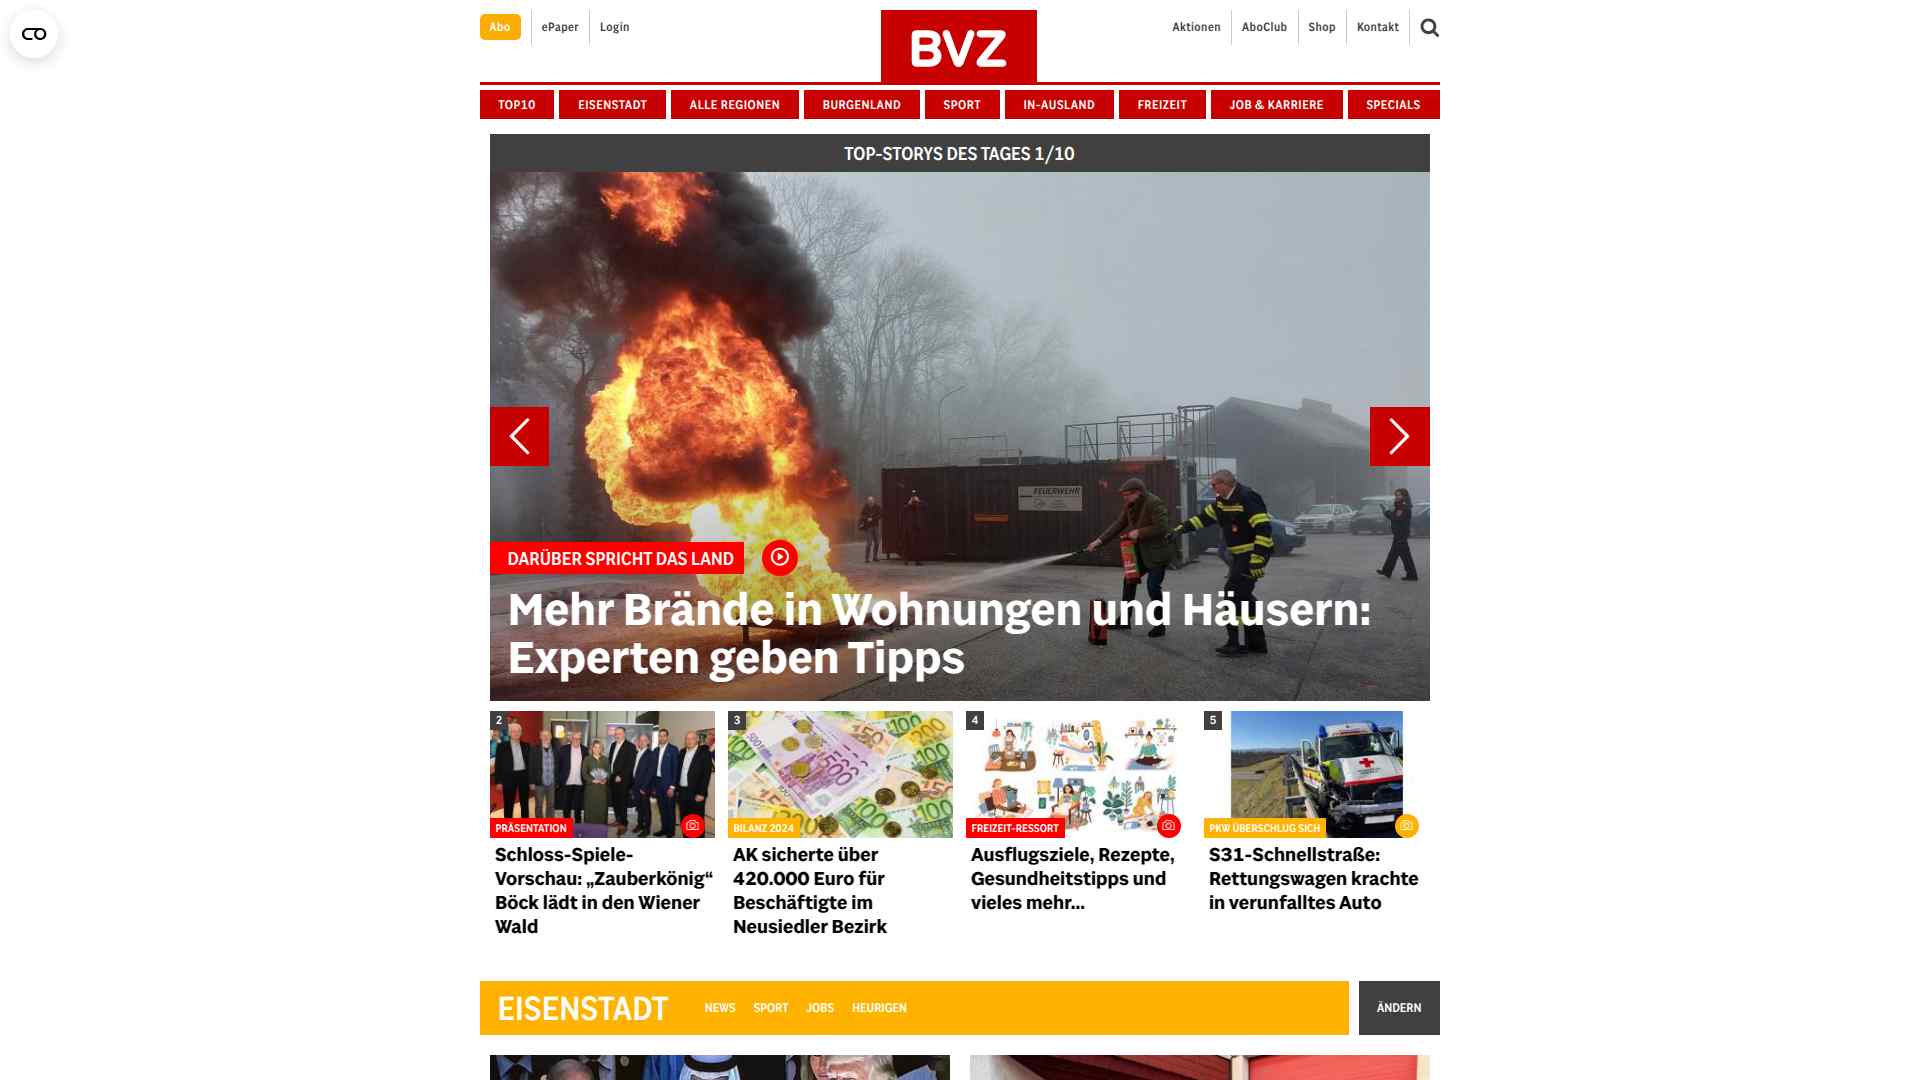 Abo
ePaper
Login
BVZ
Aktionen
AboClub
Shop
Kontakt
TOP10
EISENSTADT
ALLE REGIONEN
BURGENLAND
SPORT
IN-AUSLAND
FREIZEIT
JOB & KARRIERE
SPECIALS
TOP-STORYS DES TAGES 1/10
FEUERWEHR
DARÜBER SPRICHT DAS LAND
Mehr Brände in Wohnungen und Häusern:
Experten geben Tipps
2
PRÄSENTATION
Schloss-Spiele-
Vorschau: „Zauberkönig“
Böck lädt in den Wiener
Wald
3
BILANZ 2024
AK sicherte über
420.000 Euro für
Beschäftigte im
Neusiedler Bezirk
4
FREIZEIT-RESSORT
Ausflugsziele, Rezepte,
Gesundheitstipps und
vieles mehr...
5
PKW ÜBERSCHLUG SICH
S31-Schnellstraße:
Rettungswagen krachte
in verunfalltes Auto
EISENSTADT
NEWS
SPORT
JOBS
HEURIGEN
ÄNDERN